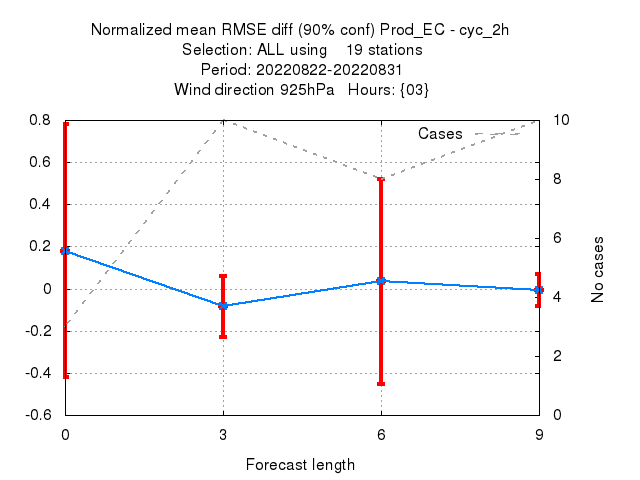 Normalized mean RMSE diff (90% conf) Prod_EC - cyc_2h
Selection: ALL using 19 stations
Period: 20220822-20220831
Wind direction 925hPa Hours: {03}
0.8
0.6
0.4
0.2
0
-0.2
-0.4
-0.6
Cases
10
8
6
4
2
0
No cases
0 3 6 9
Forecast length